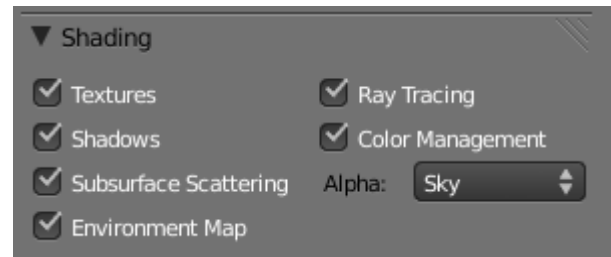 Shading
Textures
Ray Tracing
Shadows
Color Management
Subsurface Scattering
Alpha: Sky
Environment Map